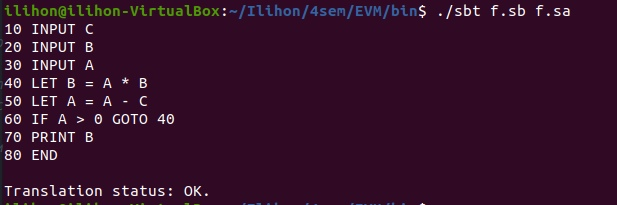 ilihon@ilihon-VirtualBox:~/Ilihon/4sem/EVM/bin$ ./sbt f.sb f.sa
10 INPUT C
20 INPUT B
30 INPUT A
40 LET B = A * B
50 LET A = A - C
60 IF A > 0 GOTO 40
70 PRINT B
80 END
Translation status: OK.